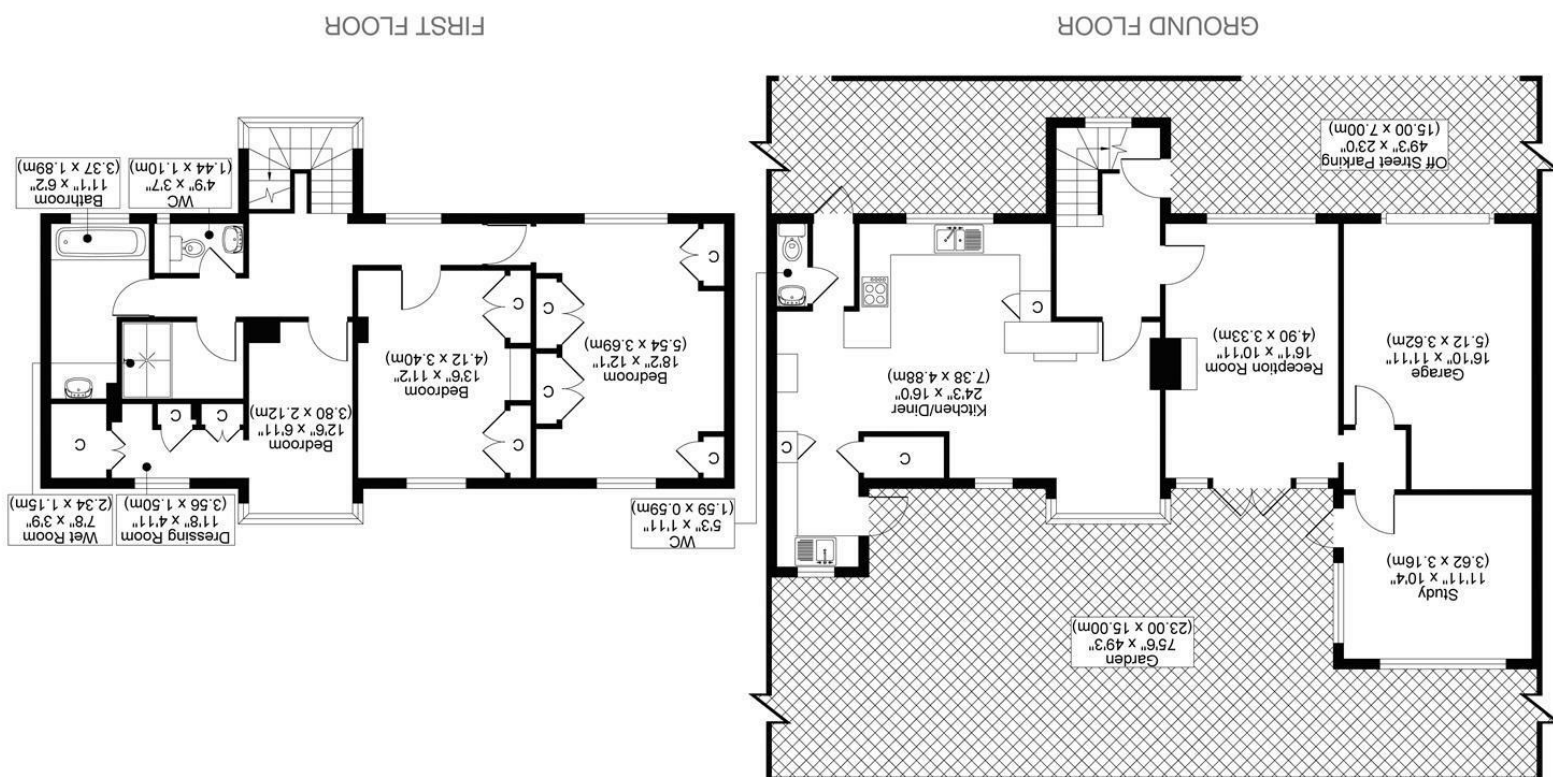 Garden
75'6" x 49'3"
(23.00 x 15.00m)
Study
11'11" x 10'4"
(3.62 x 3.16m)
C
C
Garage
16'10" x 11'11"
(5.12 x 3.62m)
Reception Room
16'1" x 10'11"
(4.90 x 3.33m)
Kitchen/Diner
24'3" x 16'0"
(7.38 x 4.88m)
C
Off Street Parking
49'3" x 23'0"
(15.00 x 7.00m)
GROUND FLOOR
WC
5'3" x 1'11"
(1.59 x 0.59m)
Dressing Room
11'8" x 4'11"
(3.56 x 1.50m)
Wet Room
7'8" x 3'9"
(2.34 x 1.15m)
C
C
C
C
C
Bedroom
18'2" x 12'1"
(5.54 x 3.69m)
C
C
Bedroom
13'6" x 11'2"
(4.12 x 3.40m)
Bedroom
12'6" x 6'11"
(3.80 x 2.12m)
C
C
WC
4'9" x 3'7"
(1.44 x 1.10m)
Bathroom
11'1" x 6'2"
(3.37 x 1.89m)
FIRST FLOOR